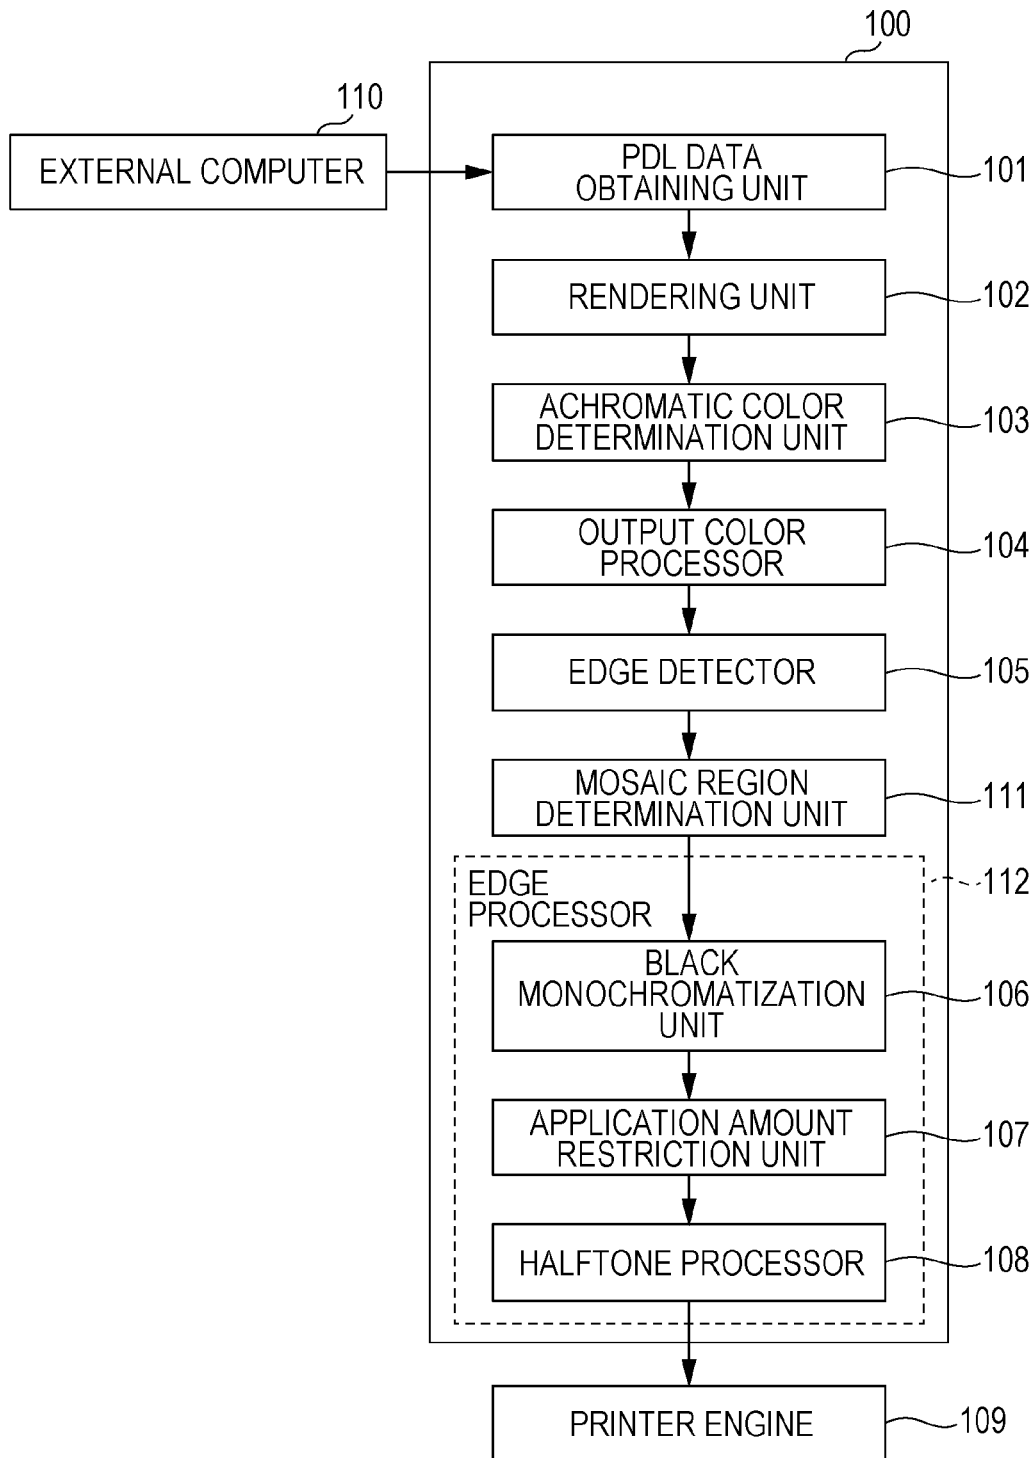 100
110
EXTERNAL COMPUTER
PDL DATA
OBTAINING UNIT
101
RENDERING UNIT
102
ACHROMATIC COLOR
DETERMINATION UNIT
103
OUTPUT COLOR
PROCESSOR
104
EDGE DETECTOR
105
MOSAIC REGION
DETERMINATION UNIT
111
EDGE
PROCESSOR
112
BLACK
MONOCHROMATIZATION
UNIT
106
APPLICATION AMOUNT
RESTRICTION UNIT
107
HALFTONE PROCESSOR
108
PRINTER ENGINE
109